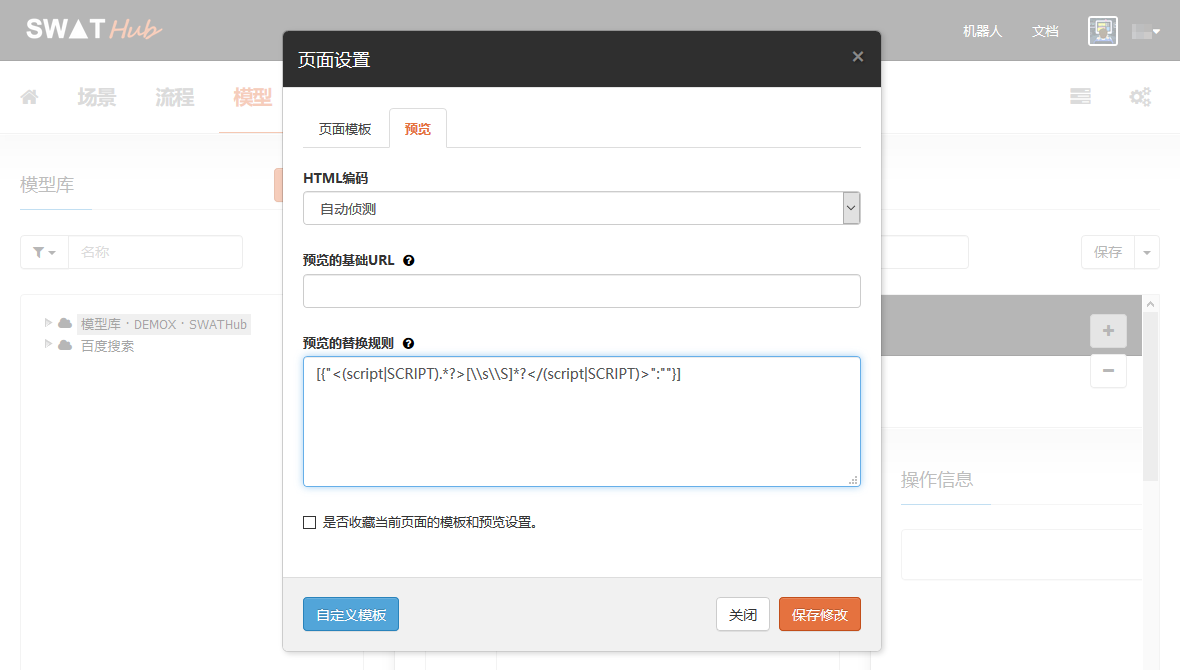 SWAT Hub
机器人
文档
场景
流程
模型
页面设置
×
页面模板
预览
HTML编码
自动侦测
预览的基础URL
预览的替换规则
[{"<(script|SCRIPT).*?>[\\s\\S]*?</(script|SCRIPT)>":""}]
是否收藏当前页面的模板和预览设置。
自定义模板
关闭
保存修改
模型库
名称
保存
模型库・DEMOX・SWATHub
百度搜索
操作信息